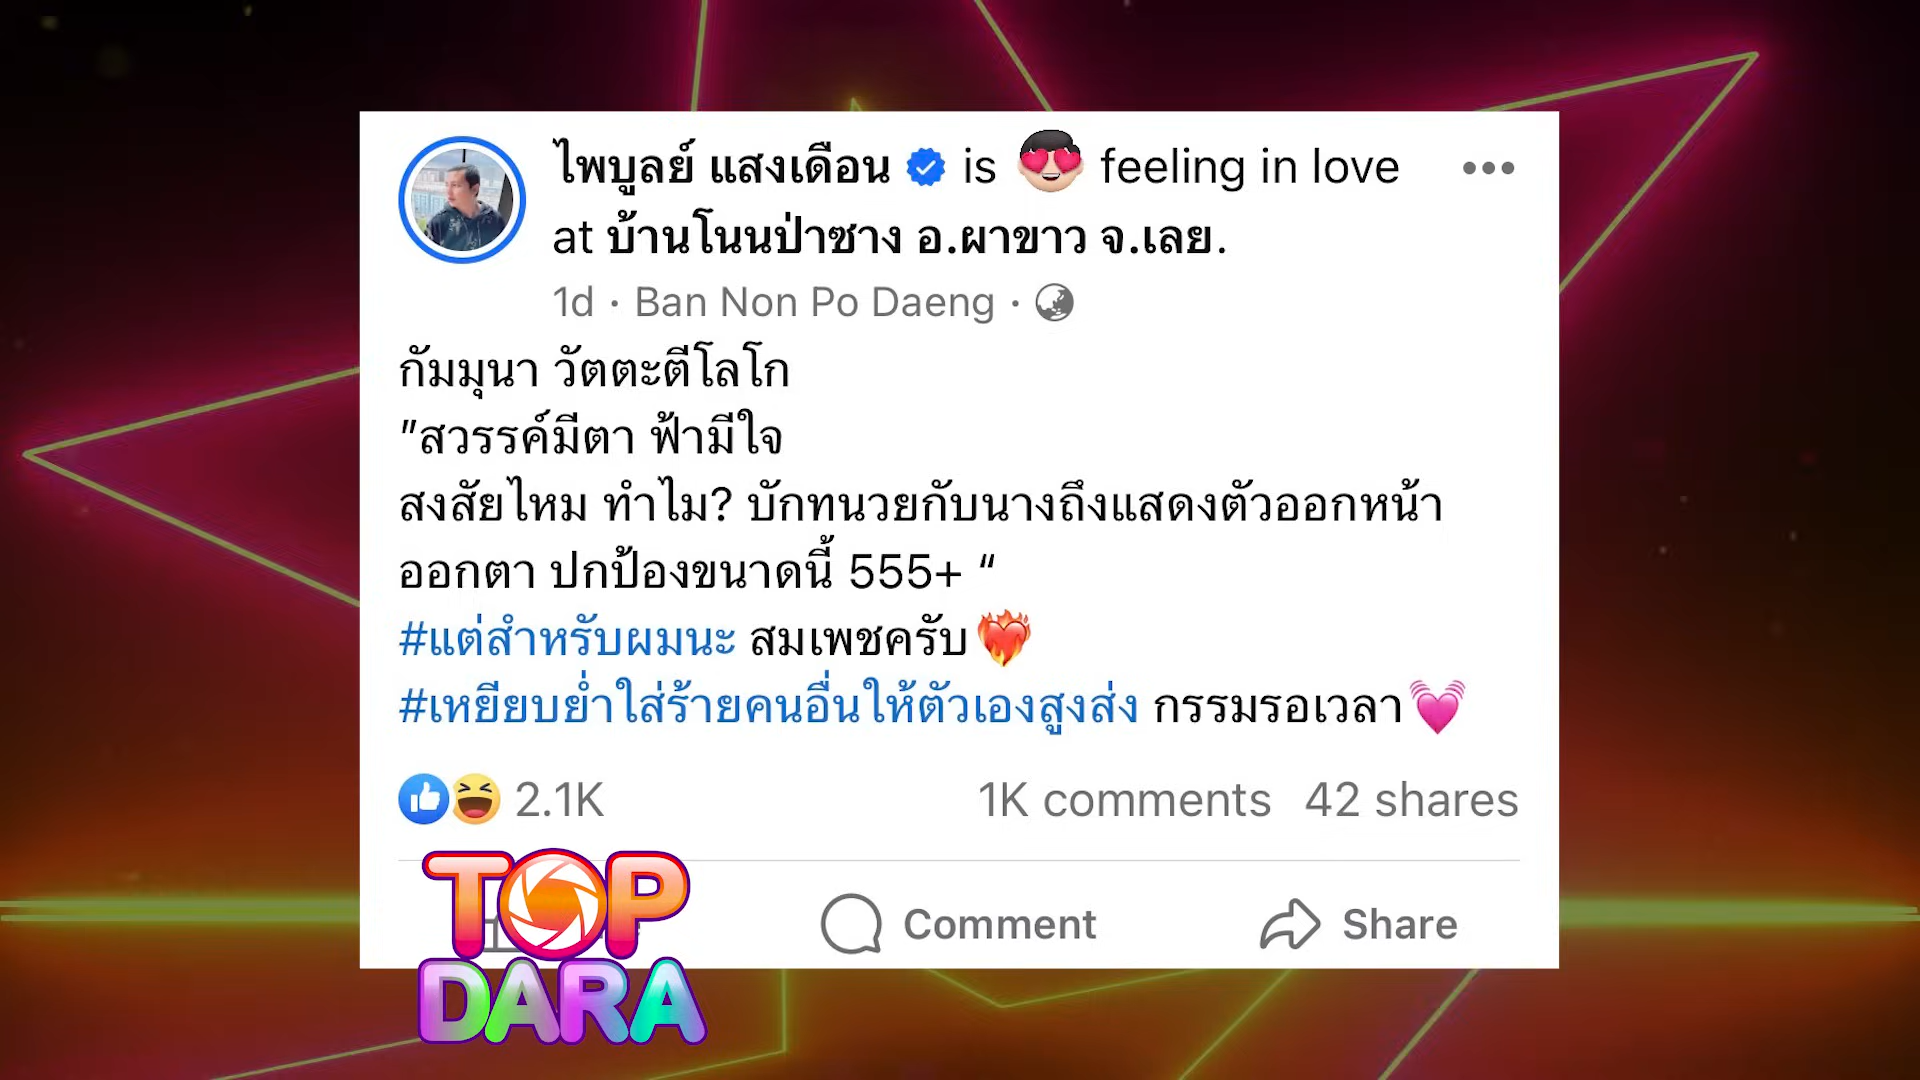 ไพบูลย์ แสงเดือน is feeling in love
at บ้านโนนป่าซาง อ.ผาขาว จ.เลย.
1d · Ban Non Po Daeng ·
กัมมุนา วัตตะตีโลโก
"สวรรค์มีตา ฟ้ามีใจ
สงสัยไหม ทำไม? บักทนวยกับนางถึงแสดงตัวออกหน้า
ออกตา ปกป้องขนาดนี้ 555+ “
#แต่สำหรับผมนะ สมเพชครับ
#เหยียบย่ำใส่ร้ายคนอื่นให้ตัวเองสูงส่ง กรรมรอเวลา
2.1K 1K comments 42 shares
Comment Share
TOP
DARA